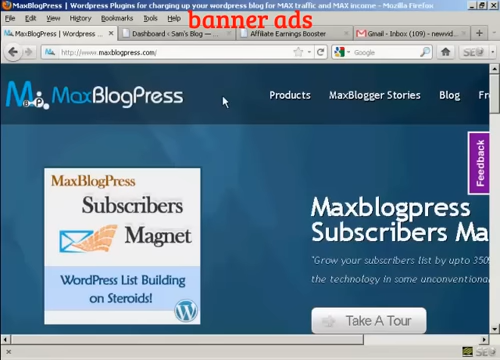 MaxBlogPress | Wordpress Plugins for charging up your wordpress blog for MAX traffic and MAX income - Mozilla Firefox
File Edit View History Bookmarks Tools Help
banner ads
MaxBlogPress | Wordpress ...
Dashboard ‹ Sam's Blog — ...
Affiliate Earnings Booster
Gmail - Inbox (109) - newvid...
http://www.maxblogpress.com/
MaxBlogPress
Products MaxBlogger Stories Blog Fr
Feedback
MaxBlogPress
Subscribers
Magnet
WordPress List Building
on Steroids!
Maxblogpress
Subscribers Ma
"Grow your subscribers list by upto 350
the technology in some unconventiona
Take A Tour